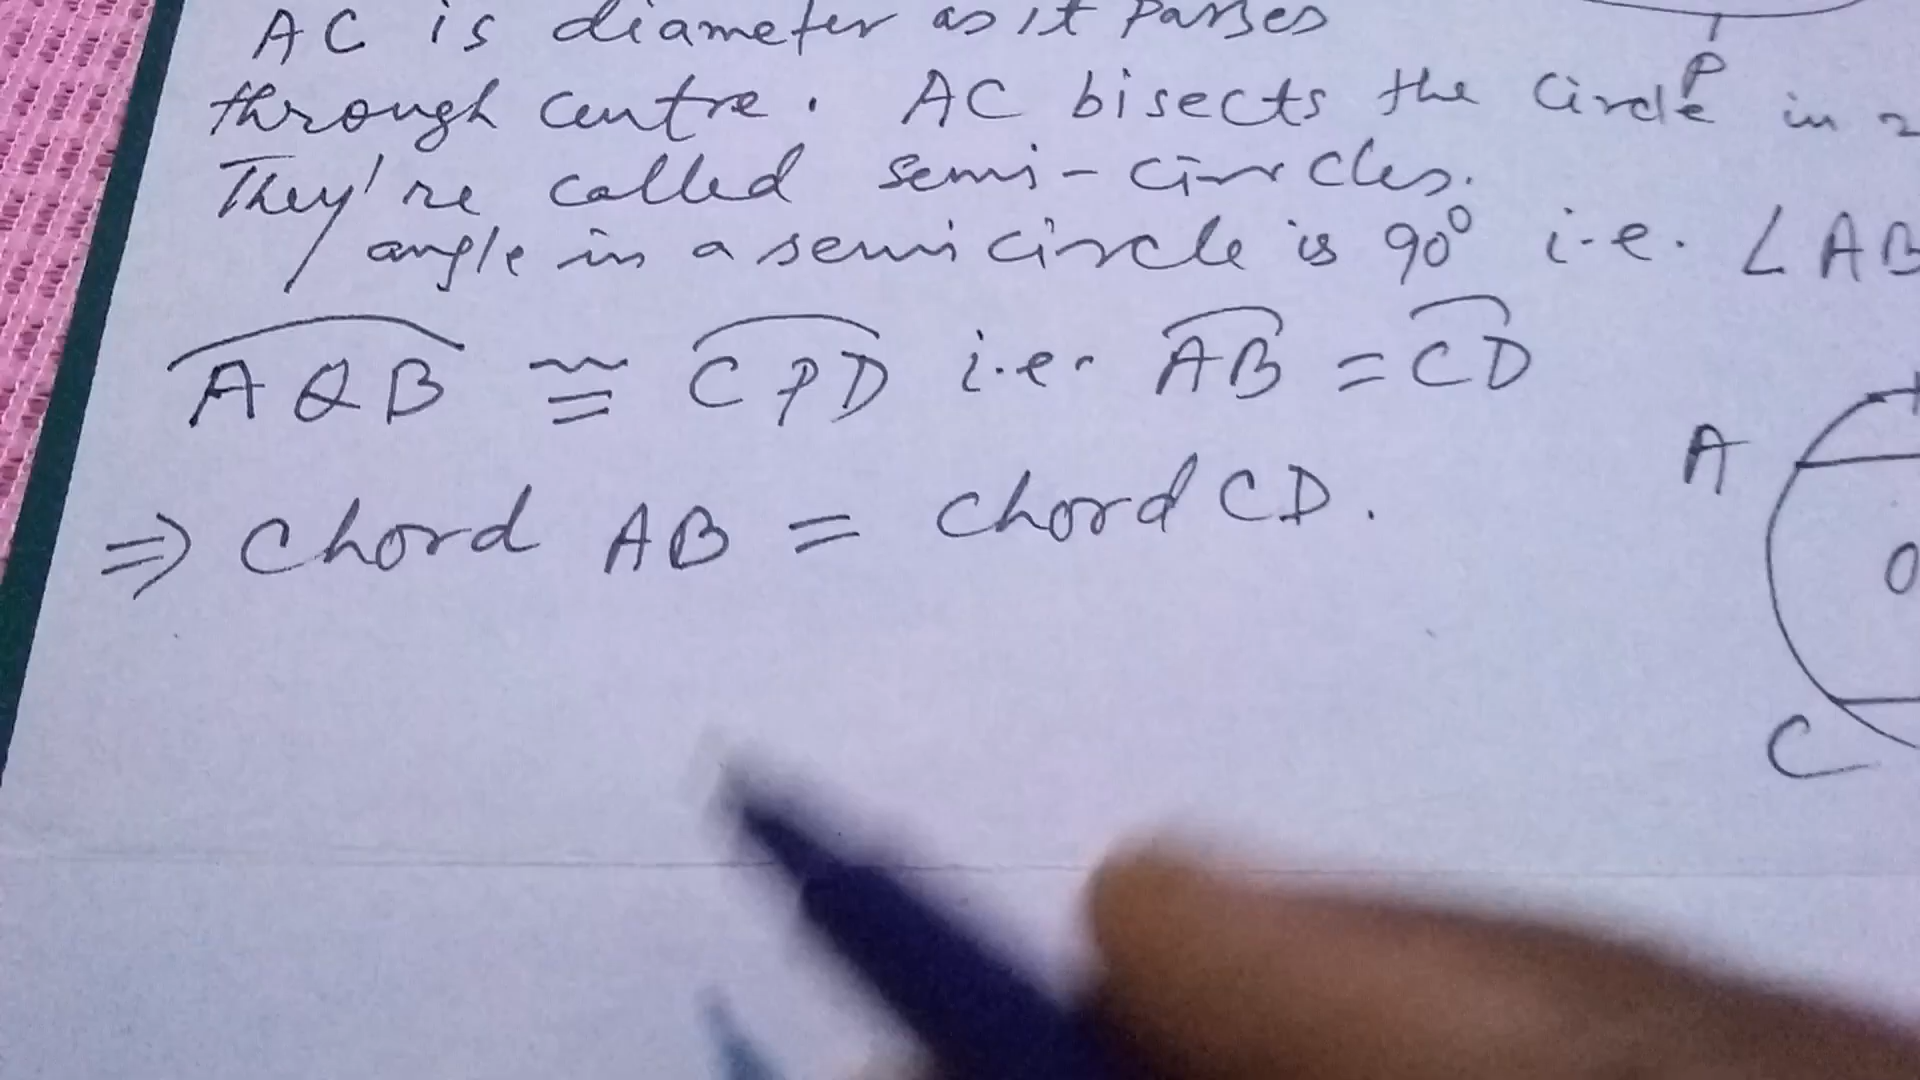 AC is diameter as it passes
P
through centre. AC bisects the Circle in 2
They're called semi-circles.
angle in a semicircle is 90° i.e. ∠AB
AQB ≅ CPD i.e. AB = CD
A
⇒ Chord AB = Chord CD.
O
C